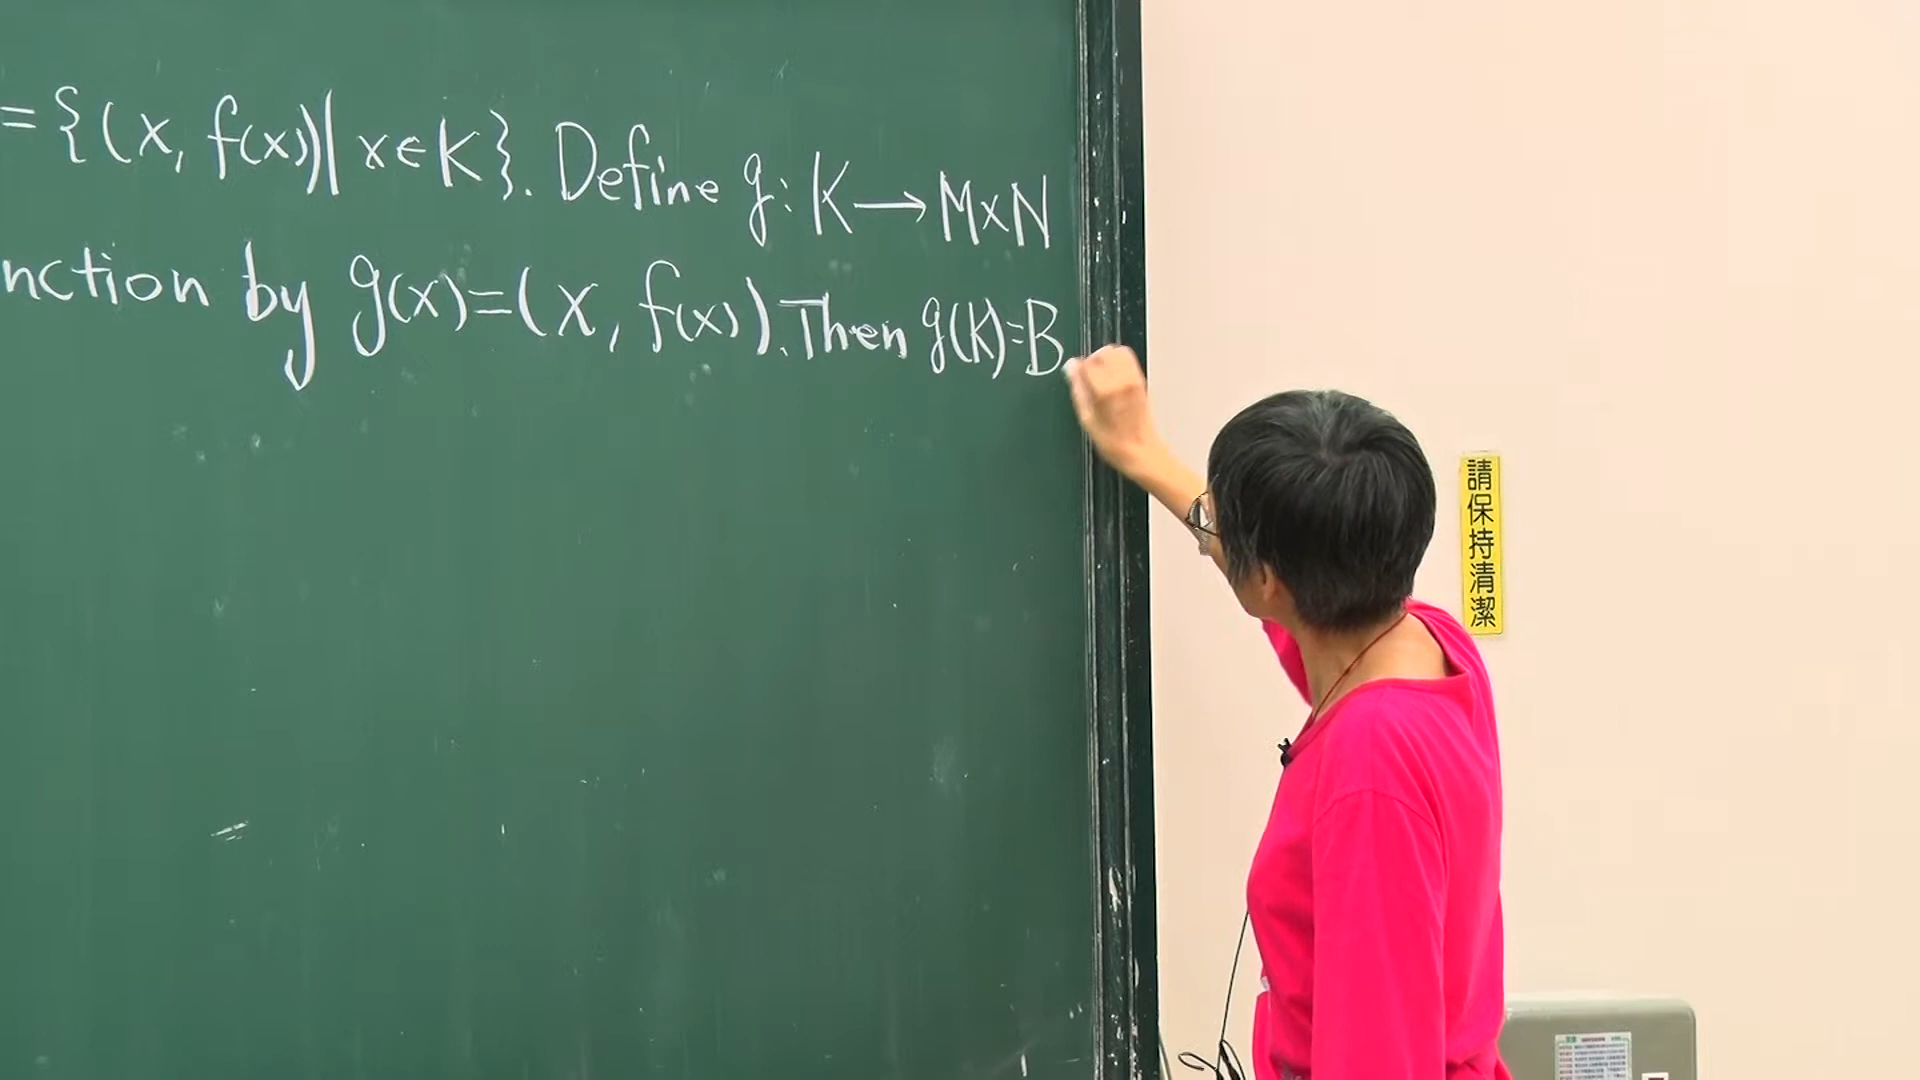 = {(x, f(x)) | x ∈ K}. Define g: K → M×N
nction by g(x) = (x, f(x)). Then g(K) = B
請保持清潔